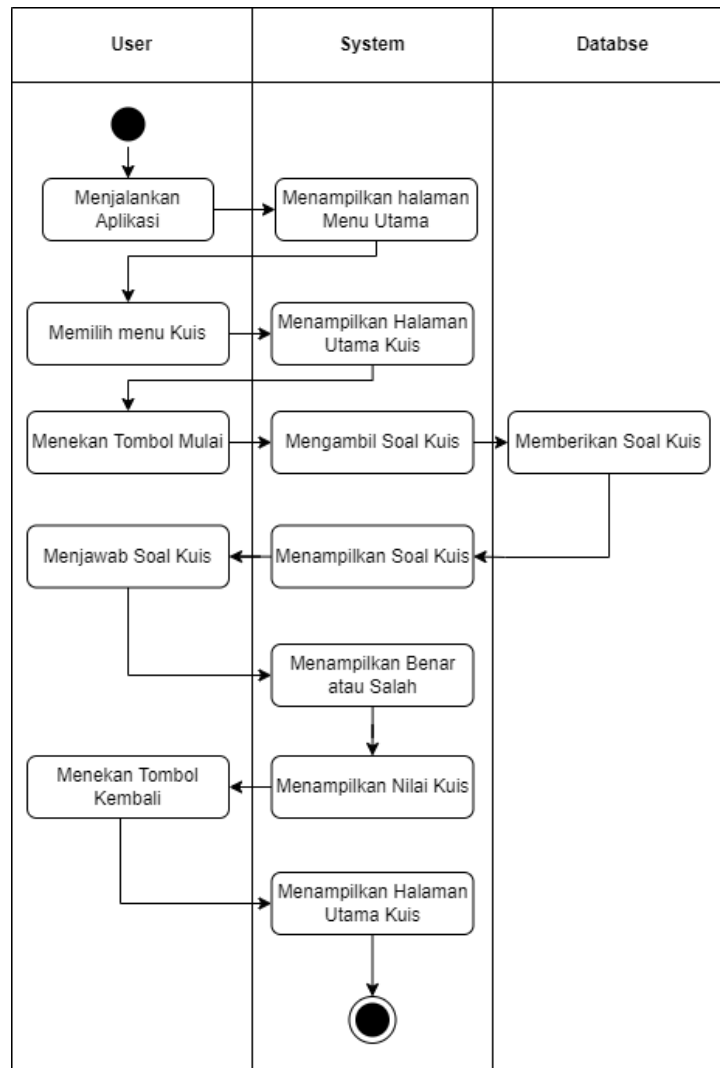 User
System
Databse
Menjalankan
Aplikasi
Menampilkan halaman
Menu Utama
Memilih menu Kuis
Menampilkan Halaman
Utama Kuis
Menekan Tombol Mulai
Mengambil Soal Kuis
Memberikan Soal Kuis
Menjawab Soal Kuis
Menampilkan Soal Kuis
Menampilkan Benar
atau Salah
Menekan Tombol
Kembali
Menampilkan Nilai Kuis
Menampilkan Halaman
Utama Kuis